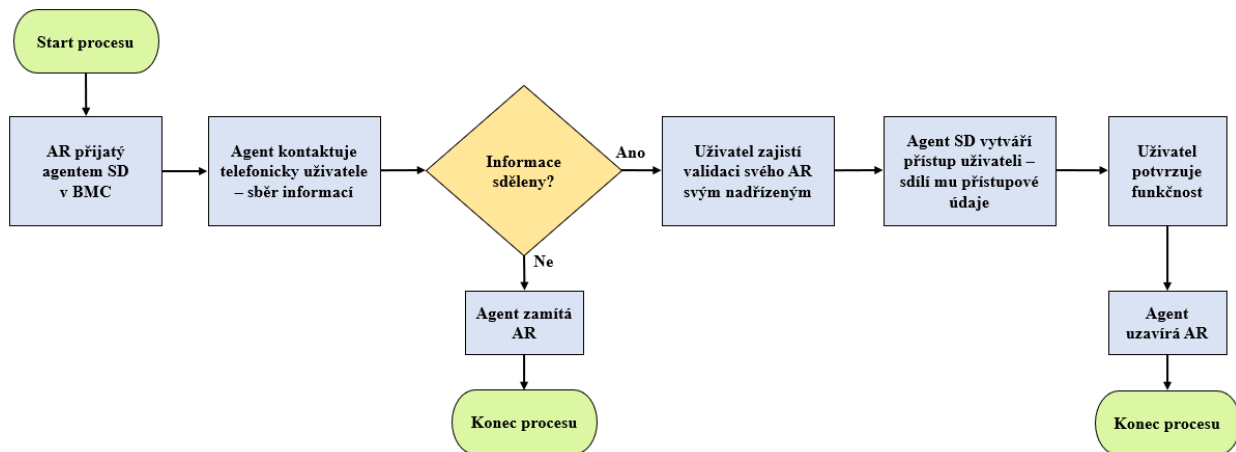 Start procesu
AR přijatý
agentem SD
v BMC
Agent kontaktuje
telefonicky uživatele
– sběr informací
Informace
sděleny?
Ano
Uživatel zajistí
validaci svého AR
svým nadřízeným
Agent SD vytváří
přístup uživateli –
sdílí mu přístupové
údaje
Uživatel
potvrzuje
funkčnost
Ne
Agent zamítá
AR
Konec procesu
Agent
uzavírá AR
Konec procesu